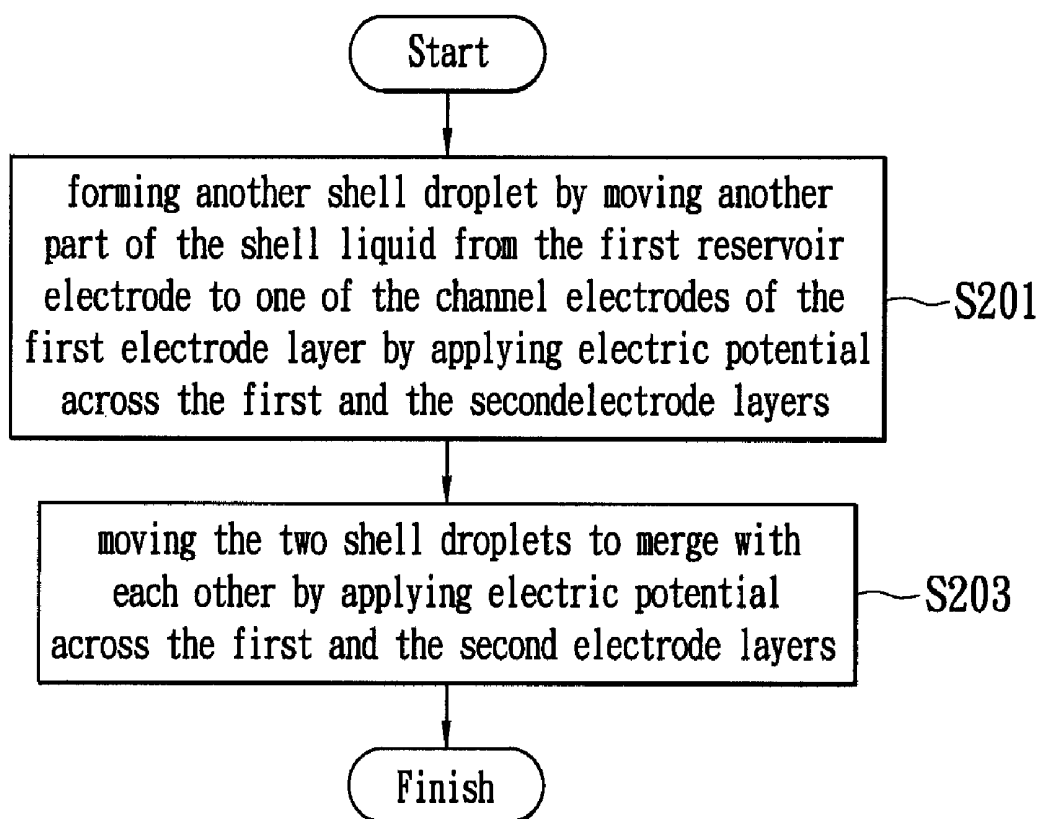 Start
forming another shell droplet by moving another
part of the shell liquid from the first reservoir
electrode to one of the channel electrodes of the
first electrode layer by applying electric potential
across the first and the secondelectrode layers
S201
moving the two shell droplets to merge with
each other by applying electric potential
across the first and the second electrode layers
S203
Finish